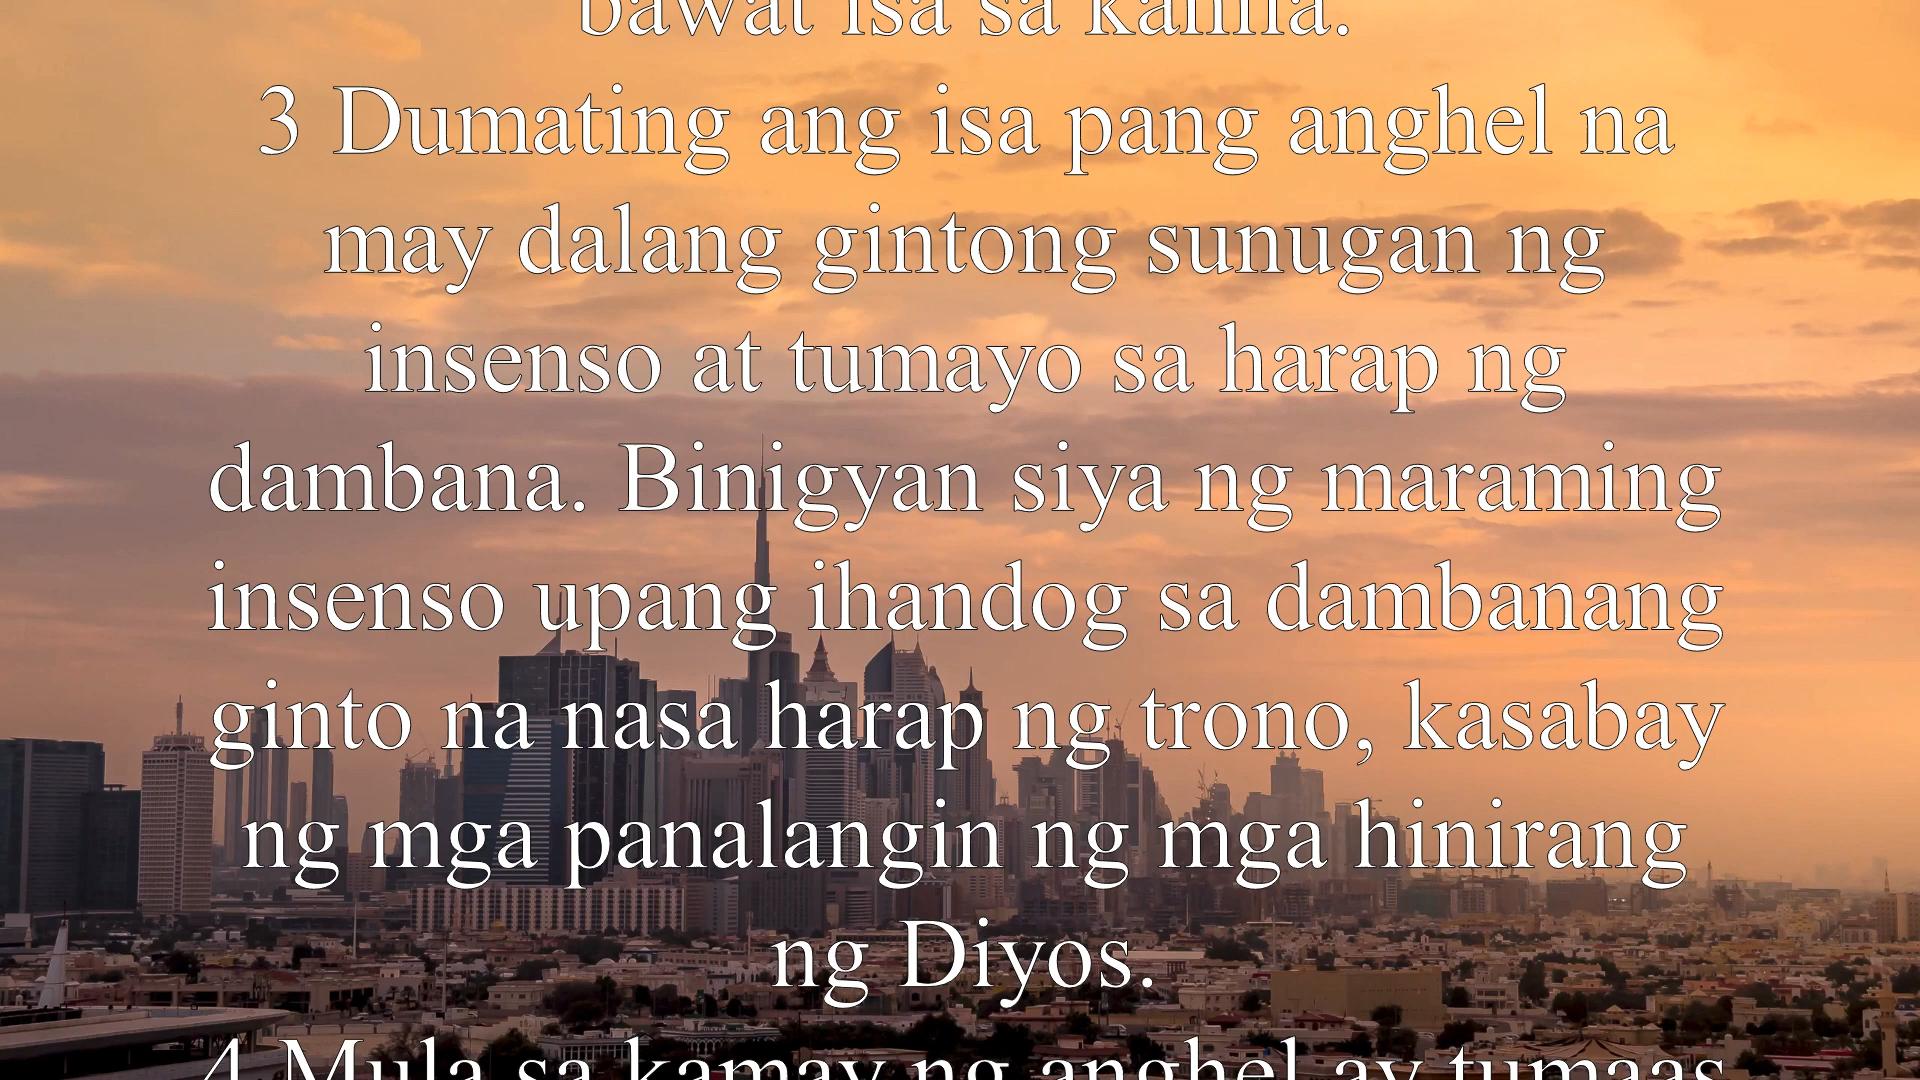 bawat isa sa kanila.
3 Dumating ang isa pang anghel na
may dalang gintong sunugan ng
insenso at tumayo sa harap ng
dambana. Binigyan siya ng maraming
insenso upang ihandog sa dambanang
ginto na nasa harap ng trono, kasabay
ng mga panalangin ng mga hinirang
ng Diyos.
4 Mula sa kamay ng anghel ay tumaas